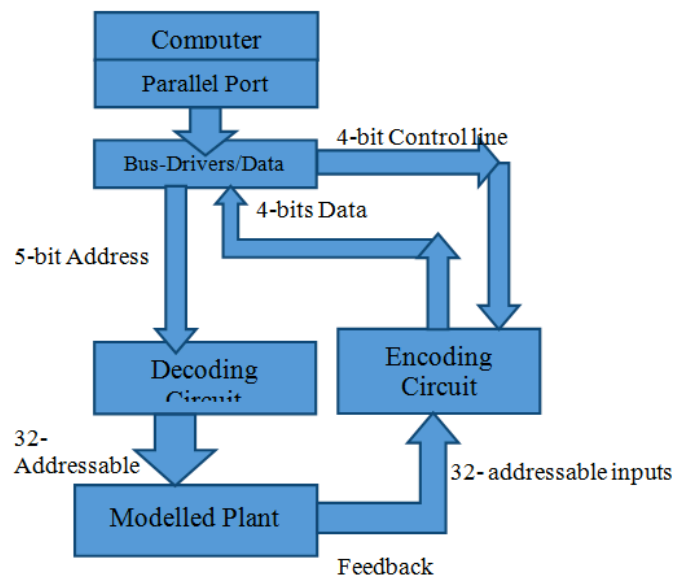 Computer
Parallel Port
4-bit Control line
Bus-Drivers/Data
4-bits Data
5-bit Address
Decoding
Circuit
Encoding
Circuit
32-
Addressable
32- addressable inputs
Modelled Plant
Feedback